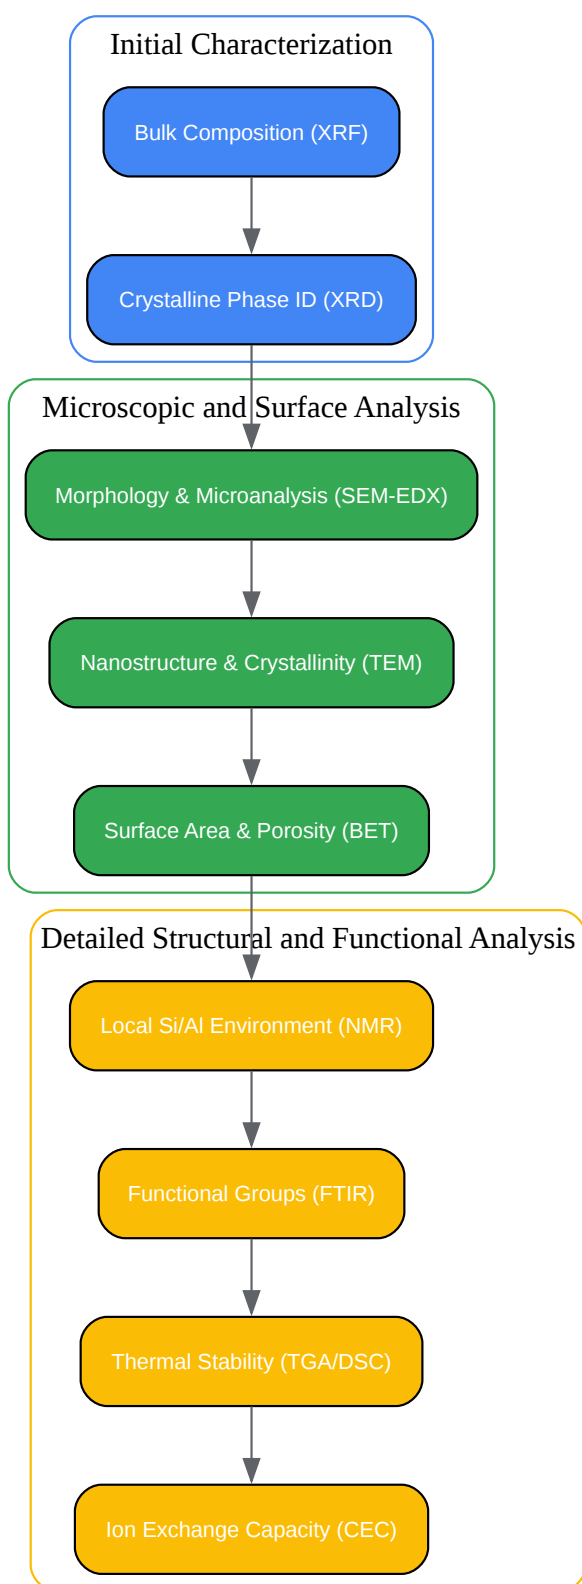 Initial Characterization
Bulk Composition (XRF)
Crystalline Phase ID (XRD)
Microscopic and Surface Analysis
Morphology & Microanalysis (SEM-EDX)
Nanostructure & Crystallinity (TEM)
Surface Area & Porosity (BET)
Detailed Structural and Functional Analysis
Local Si/Al Environment (NMR)
Functional Groups (FTIR)
Thermal Stability (TGA/DSC)
Ion Exchange Capacity (CEC)